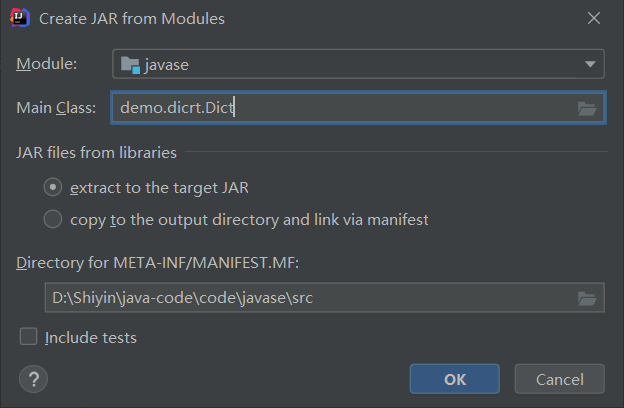 Create JAR from Modules
Module: javase
Main Class: demo.dicrt.Dict
JAR files from libraries
extract to the target JAR
copy to the output directory and link via manifest
Directory for META-INF/MANIFEST.MF:
D:\Shiyin\java-code\code\javase\src
Include tests
? OK Cancel